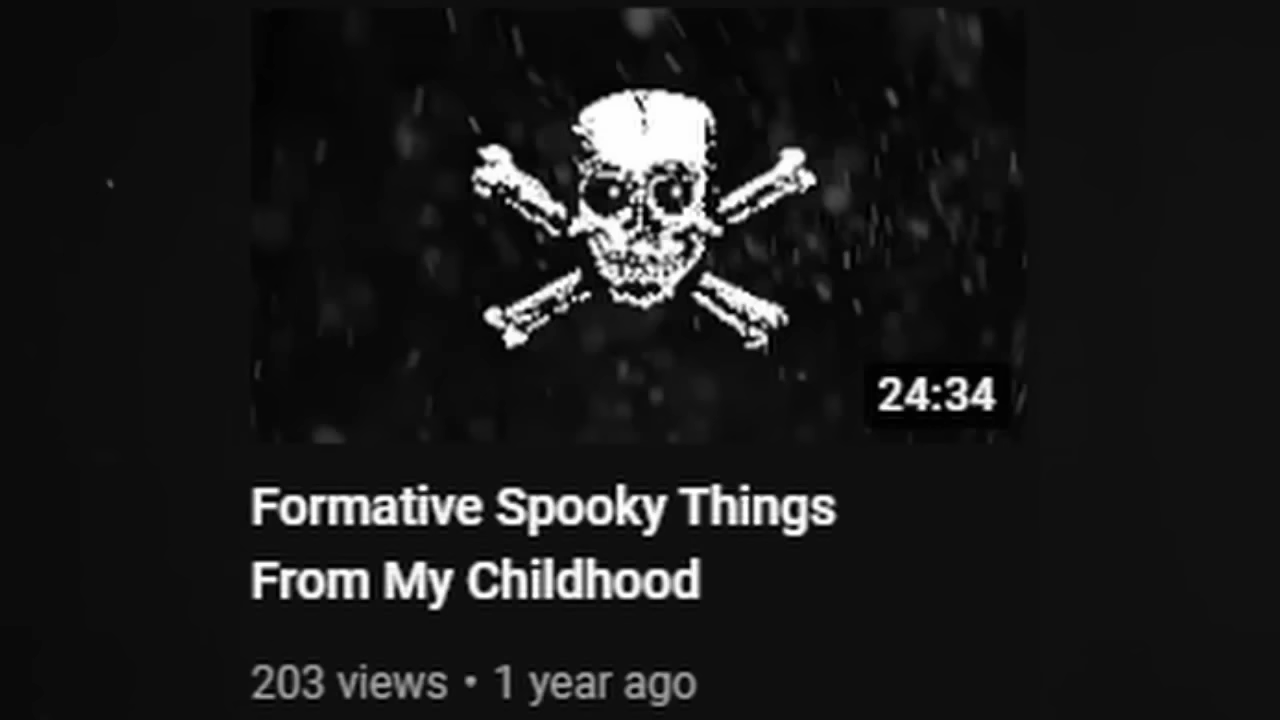 24:34
Formative Spooky Things
From My Childhood
203 views • 1 year ago